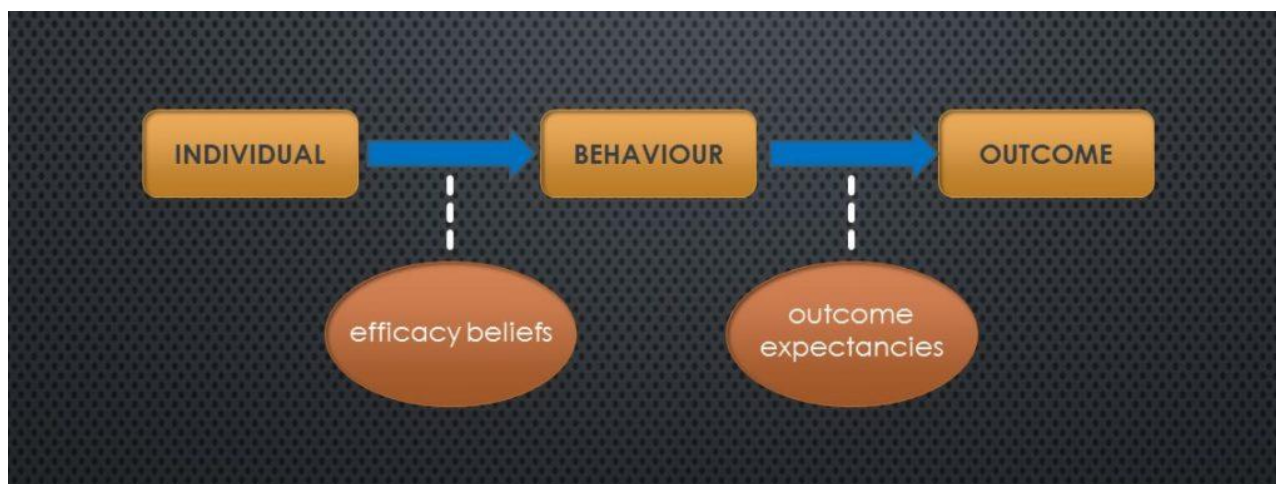 INDIVIDUAL
BEHAVIOUR
OUTCOME
efficacy beliefs
outcome
expectancies